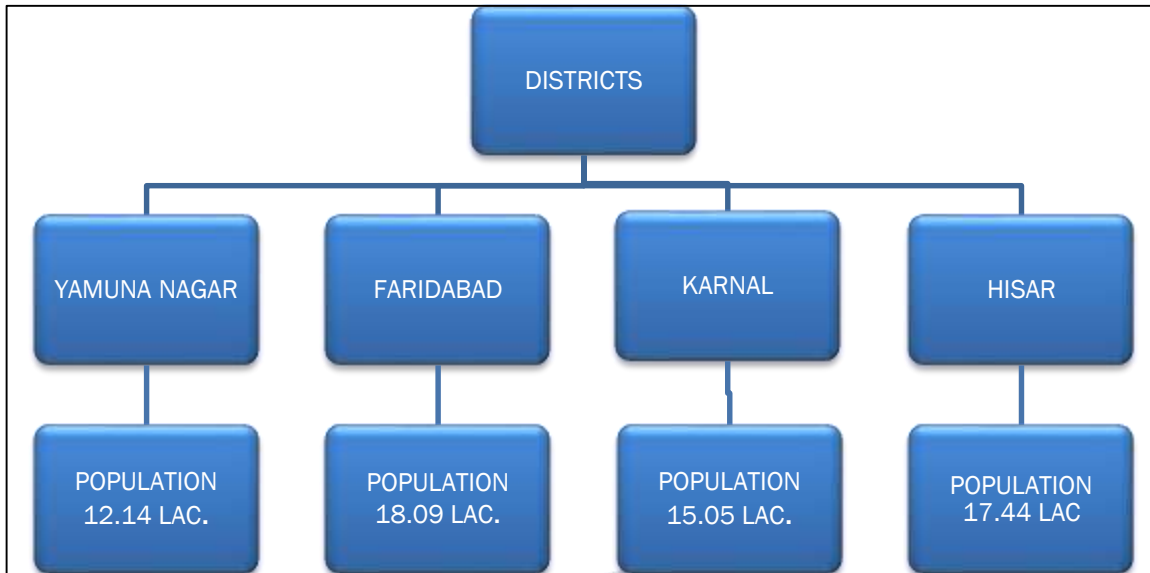 DISTRICTS
YAMUNA NAGAR
FARIDABAD
KARNAL
HISAR
POPULATION
12.14 LAC.
POPULATION
18.09 LAC.
POPULATION
15.05 LAC.
POPULATION
17.44 LAC